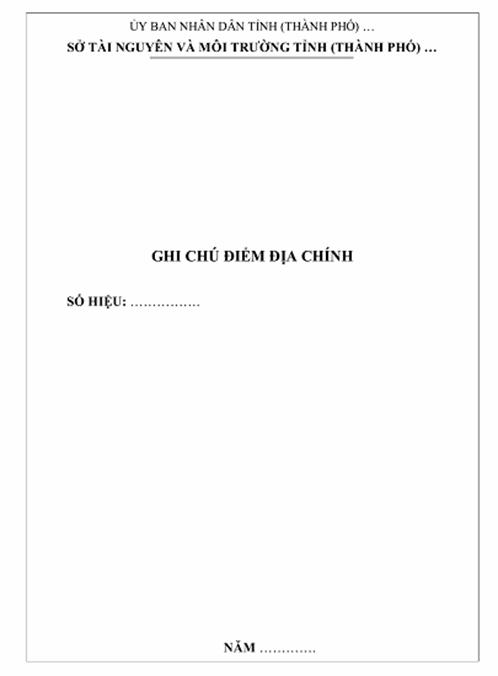 ỦY BAN NHÂN DÂN TỈNH (THÀNH PHỐ) ...
SỞ TÀI NGUYÊN VÀ MÔI TRƯỜNG TỈNH (THÀNH PHỐ) ...
GHI CHÚ ĐIỂM ĐỊA CHÍNH
SỐ HIỆU: ................
NĂM .............